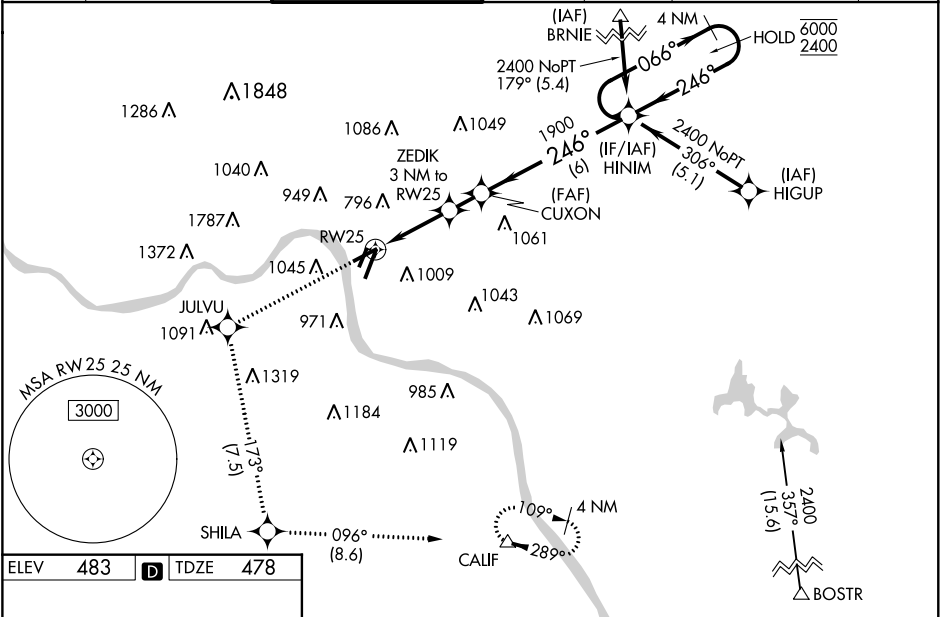 (IAF)
BRNIE
4 NM
HOLD 6000
2400
2400 NoPT
179° (5.4)
066°
246°
1848
1286
1086
1049
1900
246°
(6)
(IF/IAF)
HINIM
2400 NoPT
306°
(5.1)
(IAF)
HIGUP
ZEDIK
3 NM to
RW25
1040
949
796
(FAF)
CUXON
1787
1061
RW25
1372
1045
1009
JULVU
1043
1091
971
1069
MSA RW25 25 NM
3000
1319
985
1184
1119
173°
(7.5)
2400
357°
(15.6)
SHILA
096°
(8.6)
109°
4 NM
289°
CALIF
BOSTR
ELEV 483 D TDZE 478